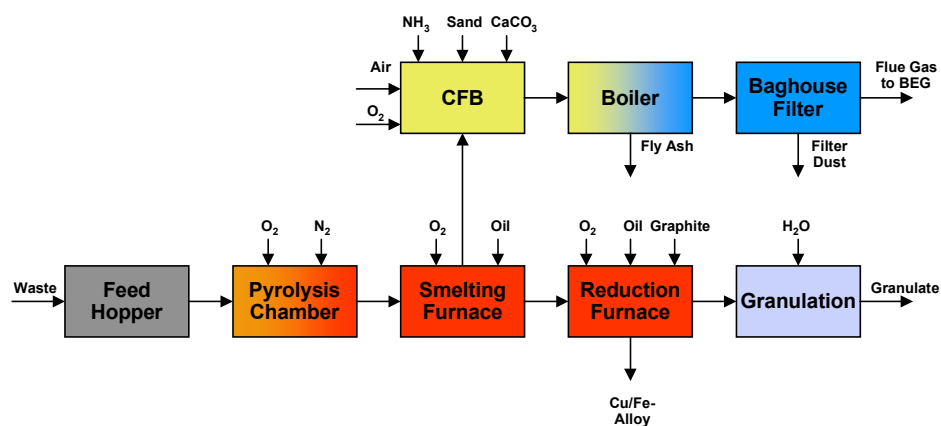 NH₃ Sand CaCO₃
Air
O₂
CFB
Boiler
Baghouse
Filter
Flue Gas
to BEG
Fly Ash
Filter
Dust
O₂ N₂
O₂ Oil
O₂ Oil Graphite
H₂O
Waste
Feed
Hopper
Pyrolysis
Chamber
Smelting
Furnace
Reduction
Furnace
Granulation
Granulate
Cu/Fe-
Alloy